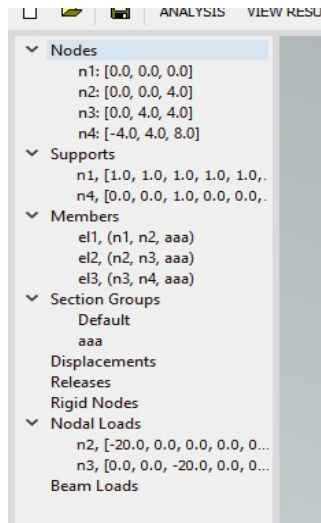 ANALYSIS VIEW RESU
Nodes
n1: [0.0, 0.0, 0.0]
n2: [0.0, 0.0, 4.0]
n3: [0.0, 4.0, 4.0]
n4: [-4.0, 4.0, 8.0]
Supports
n1, [1.0, 1.0, 1.0, 1.0, 1.0,.
n4, [0.0, 0.0, 1.0, 0.0, 0.0,.
Members
el1, (n1, n2, aaa)
el2, (n2, n3, aaa)
el3, (n3, n4, aaa)
Section Groups
Default
aaa
Displacements
Releases
Rigid Nodes
Nodal Loads
n2, [-20.0, 0.0, 0.0, 0.0, 0...
n3, [0.0, 0.0, -20.0, 0.0, 0...
Beam Loads